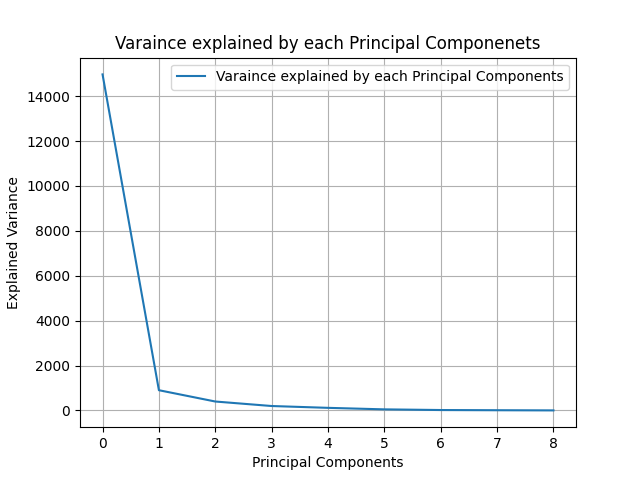 Varaince explained by each Principal Componenets
Varaince explained by each Principal Components
14000
12000
10000
8000
6000
4000
2000
0
Explained Variance
0 1 2 3 4 5 6 7 8
Principal Components